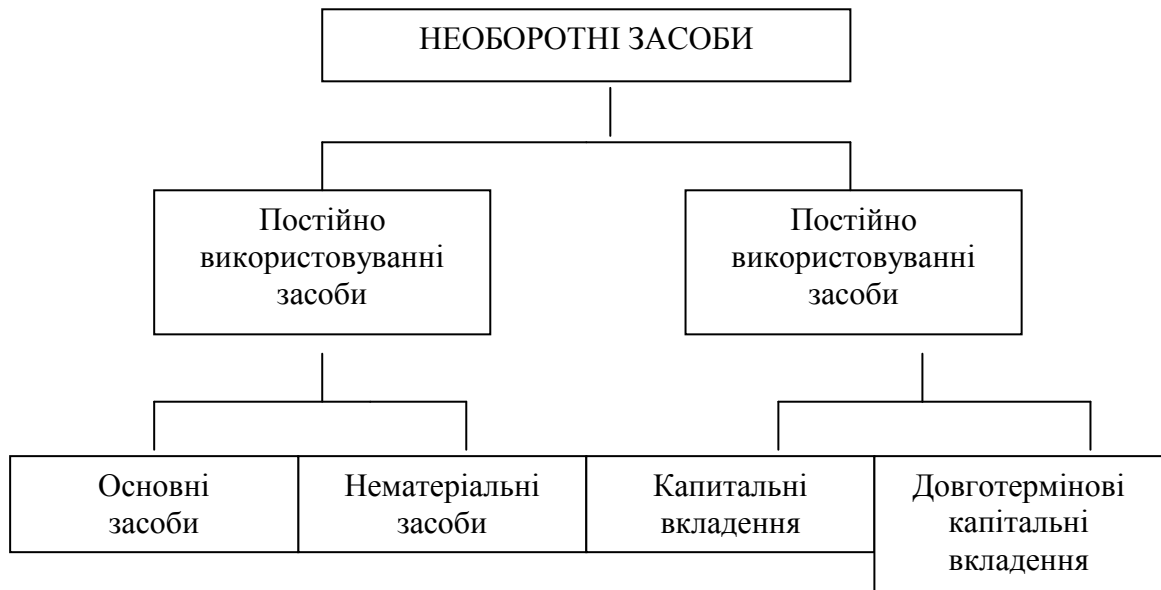 НЕОБОРОТНІ ЗАСОБИ
Постійно
використовуванні
засоби
Постійно
використовуванні
засоби
Основні
засоби
Нематеріальні
засоби
Капитальні
вкладення
Довготермінові
капітальні
вкладення